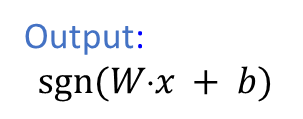 Output:
sgn(W·x + b)